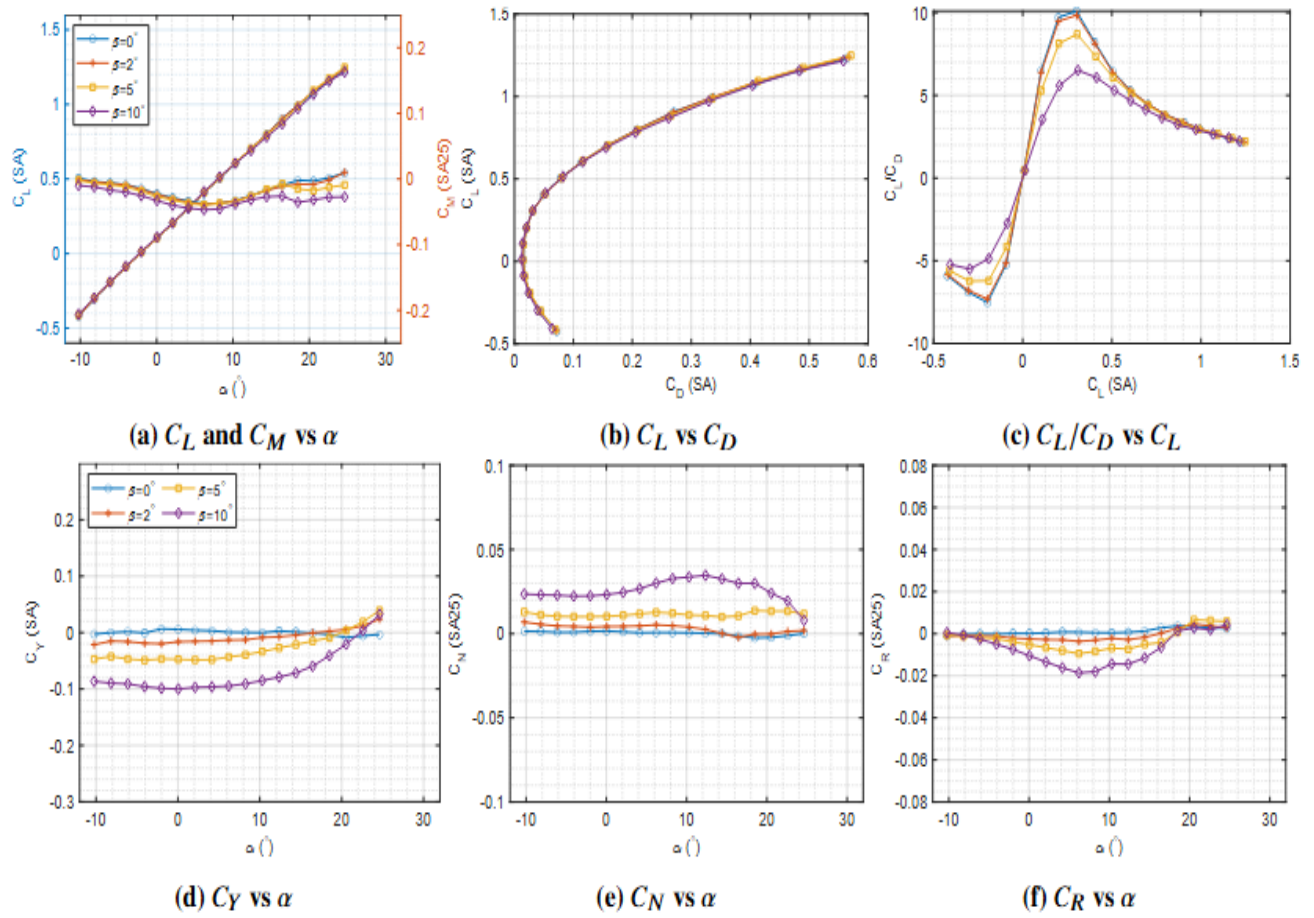 1.5
1
0.5
0
-0.5
C_L (SA)
β=0°
β=2°
β=5°
β=10°
0.2
0.1
0
-0.1
-0.2
C_M (SA25)
-10 0 10 20 30
α (°)
(a) C_L and C_M vs α
1.5
1
0.5
0
-0.5
C_L (SA)
0 0.1 0.2 0.3 0.4 0.5 0.6
C_D (SA)
(b) C_L vs C_D
10
5
0
-5
-10
C_L/C_D
-0.5 0 0.5 1 1.5
C_L (SA)
(c) C_L/C_D vs C_L
β=0° β=5°
β=2° β=10°
0.2
0.1
0
-0.1
-0.2
-0.3
C_Y (SA)
-10 0 10 20 30
α (°)
(d) C_Y vs α
0.1
0.05
0
-0.05
-0.1
C_N (SA25)
-10 0 10 20 30
α (°)
(e) C_N vs α
0.08
0.06
0.04
0.02
0
-0.02
-0.04
-0.06
-0.08
C_R (SA25)
-10 0 10 20 30
α (°)
(f) C_R vs α